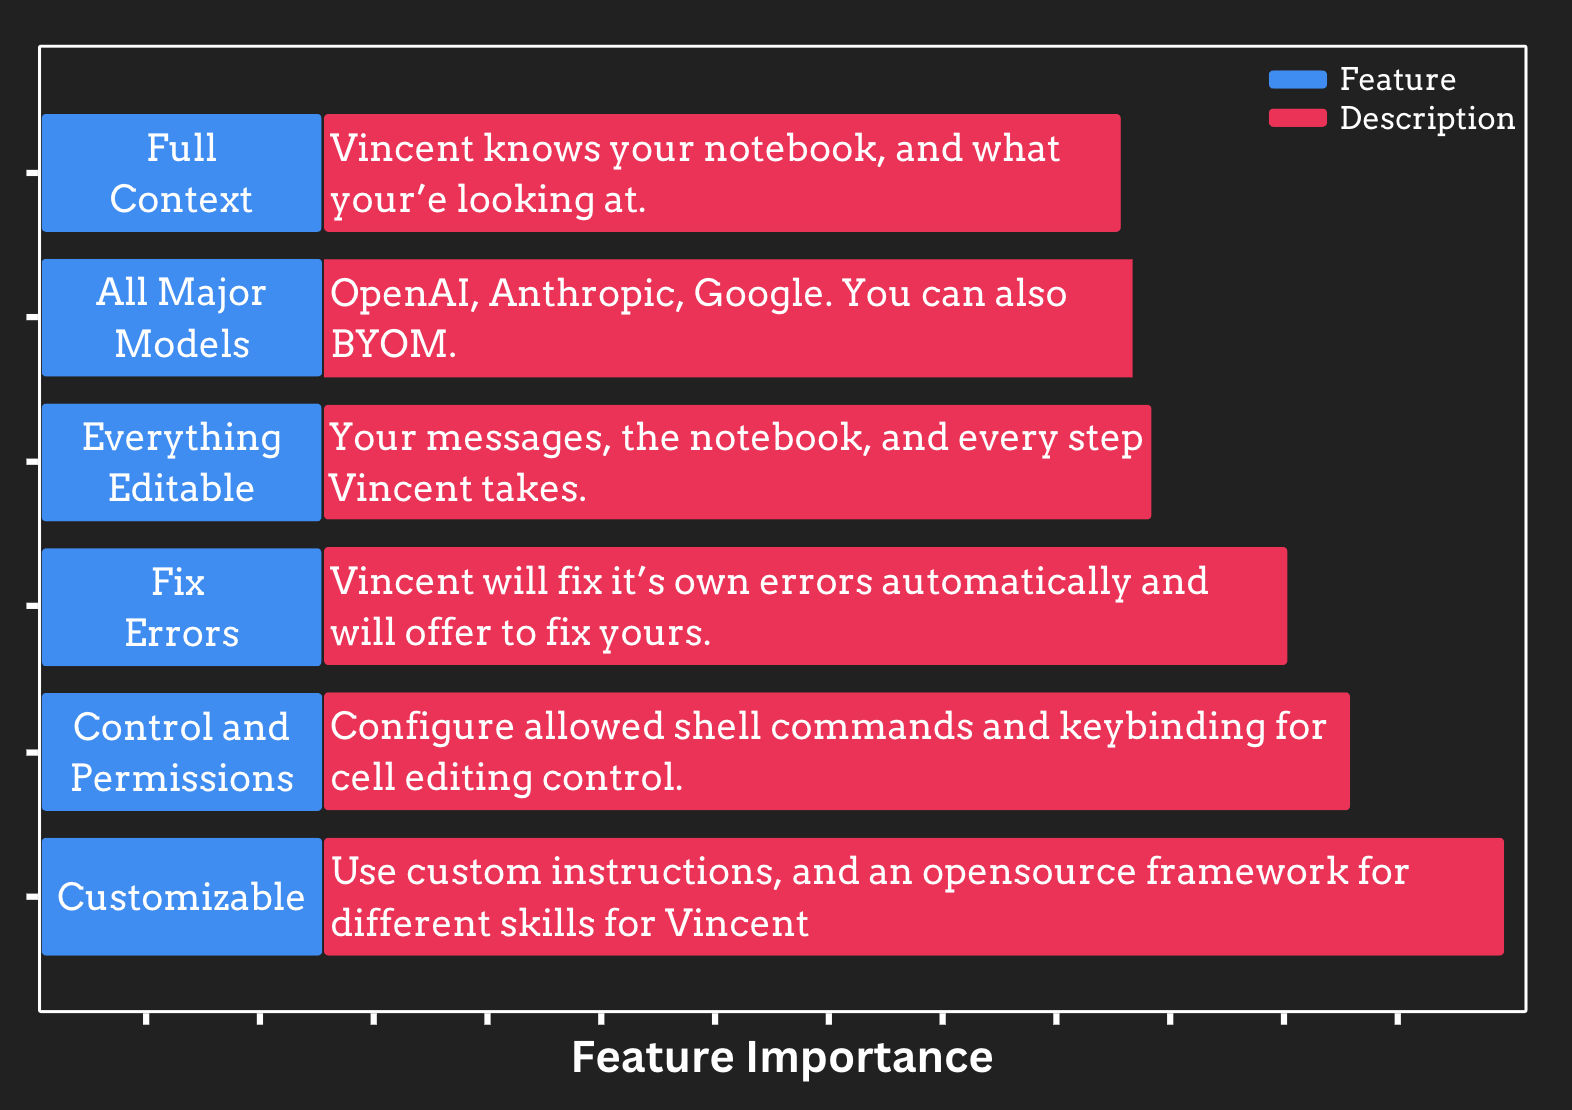 Feature
Description
Full
Context
Vincent knows your notebook, and what
your’e looking at.
All Major
Models
OpenAI, Anthropic, Google. You can also
BYOM.
Everything
Editable
Your messages, the notebook, and every step
Vincent takes.
Fix
Errors
Vincent will fix it’s own errors automatically and
will offer to fix yours.
Control and
Permissions
Configure allowed shell commands and keybinding for
cell editing control.
Customizable
Use custom instructions, and an opensource framework for
different skills for Vincent
Feature Importance